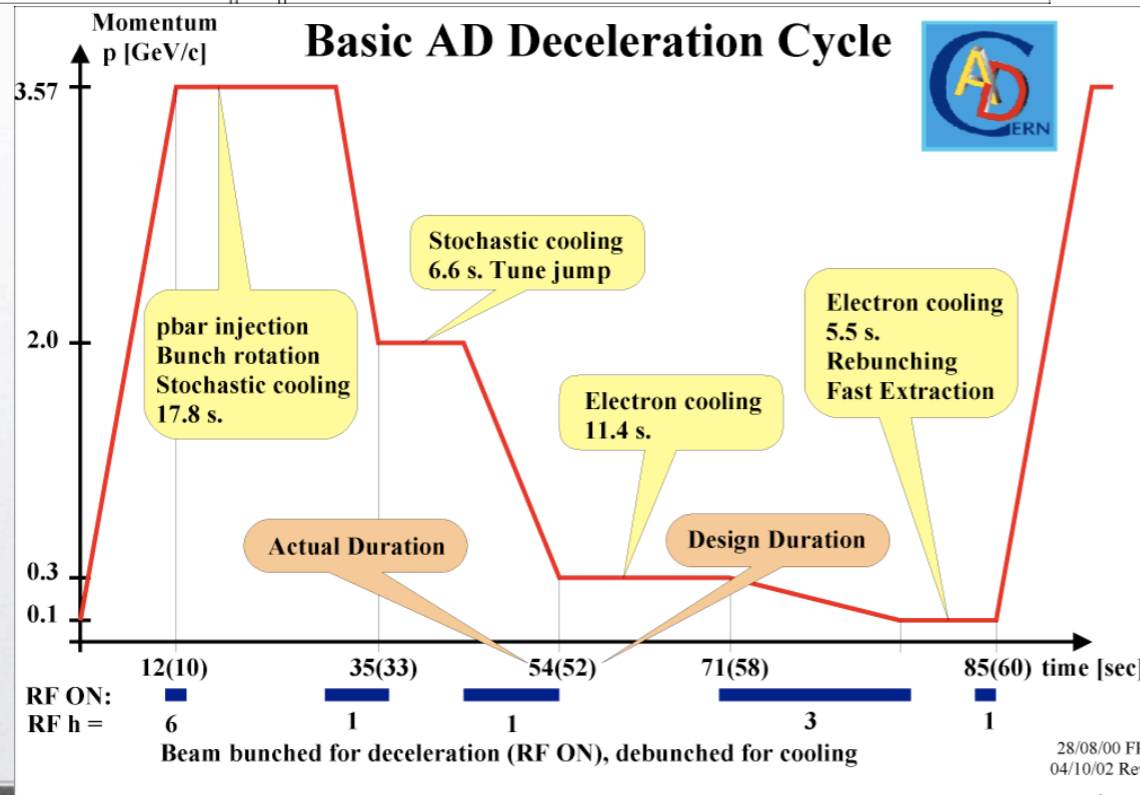 Momentum
p [GeV/c]
Basic AD Deceleration Cycle
CAD
ERN
3.57
Stochastic cooling
6.6 s. Tune jump
pbar injection
Bunch rotation
Stochastic cooling
17.8 s.
Electron cooling
5.5 s.
Rebunching
Fast Extraction
2.0
Electron cooling
11.4 s.
Actual Duration
Design Duration
0.3
0.1
12(10) 35(33) 54(52) 71(58) 85(60) time [sec]
RF ON:
RF h = 6 1 1 3 1
Beam bunched for deceleration (RF ON), debunched for cooling
28/08/00
04/10/02